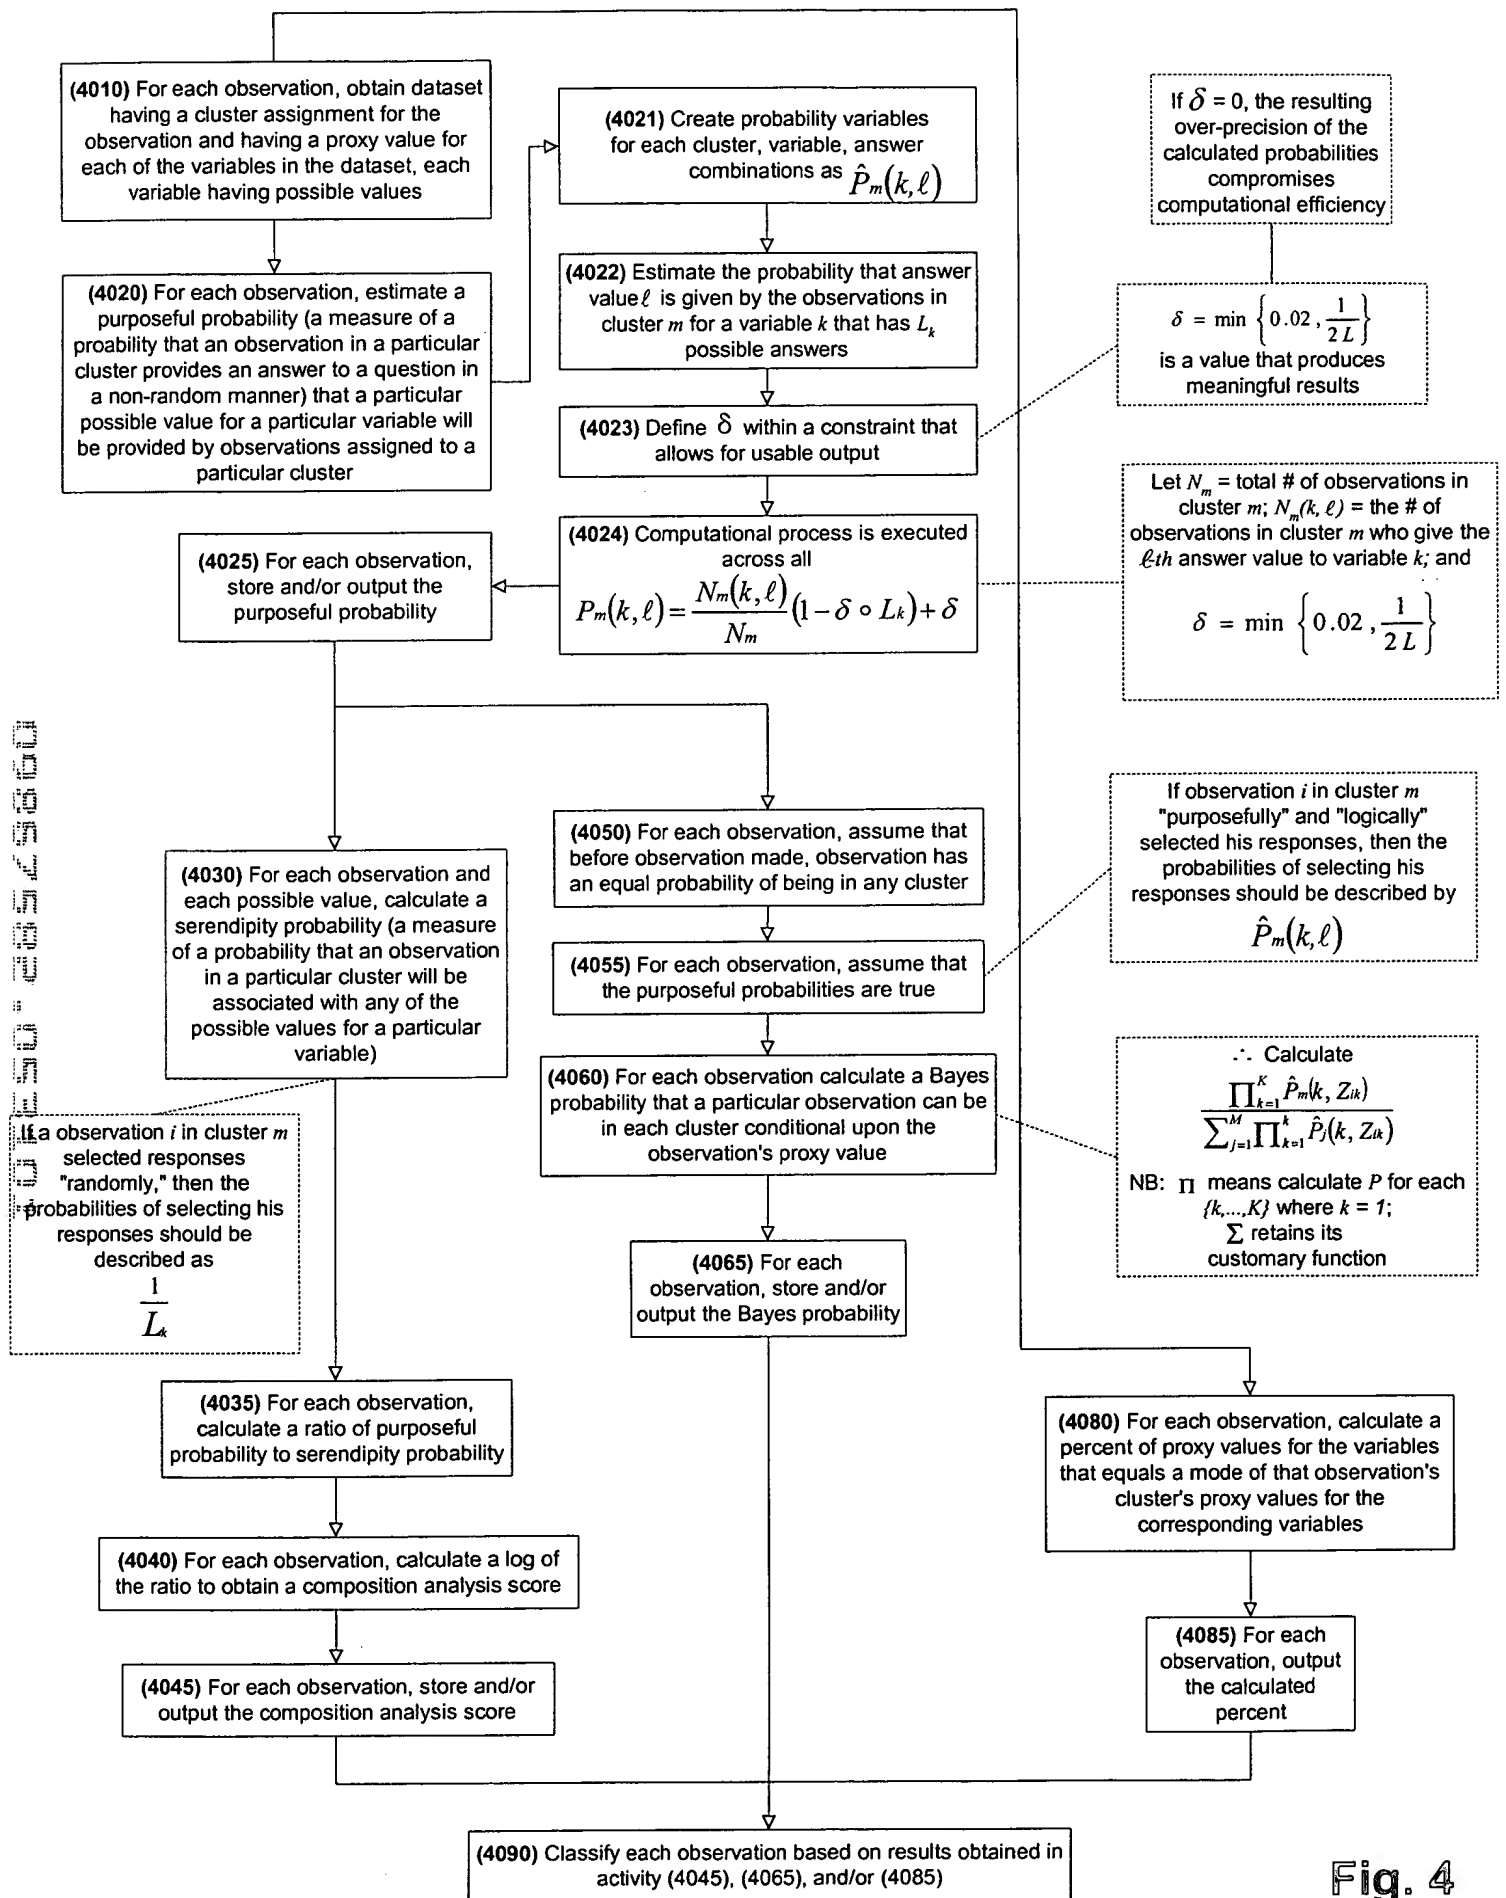 (4010) For each observation, obtain dataset
having a cluster assignment for the
observation and having a proxy value for
each of the variables in the dataset, each
variable having possible values
(4020) For each observation, estimate a
purposeful probability (a measure of a
proability that an observation in a particular
cluster provides an answer to a question in
a non-random manner) that a particular
possible value for a particular variable will
be provided by observations assigned to a
particular cluster
(4021) Create probability variables
for each cluster, variable, answer
combinations as P̂m(k,ℓ)
(4022) Estimate the probability that answer
value ℓ is given by the observations in
cluster m for a variable k that has Lk
possible answers
(4023) Define δ within a constraint that
allows for usable output
(4024) Computational process is executed
across all
Pm(k,ℓ) = Nm(k,ℓ)/Nm (1 − δ ∘ Lk) + δ
(4025) For each observation,
store and/or output the
purposeful probability
If δ = 0, the resulting
over-precision of the
calculated probabilities
compromises
computational efficiency
δ = min {0.02, 1/2L}
is a value that produces
meaningful results
Let Nm = total # of observations in
cluster m; Nm(k, ℓ) = the # of
observations in cluster m who give the
ℓ-th answer value to variable k; and
δ = min {0.02, 1/2L}
(4030) For each observation and
each possible value, calculate a
serendipity probability (a measure
of a probability that an observation
in a particular cluster will be
associated with any of the
possible values for a particular
variable)
If a observation i in cluster m
selected responses
"randomly," then the
probabilities of selecting his
responses should be
described as
1/Lk
(4035) For each observation,
calculate a ratio of purposeful
probability to serendipity probability
(4040) For each observation, calculate a log of
the ratio to obtain a composition analysis score
(4045) For each observation, store and/or
output the composition analysis score
(4050) For each observation, assume that
before observation made, observation has
an equal probability of being in any cluster
(4055) For each observation, assume that
the purposeful probabilities are true
(4060) For each observation calculate a Bayes
probability that a particular observation can be
in each cluster conditional upon the
observation's proxy value
(4065) For each
observation, store and/or
output the Bayes probability
If observation i in cluster m
"purposefully" and "logically"
selected his responses, then the
probabilities of selecting his
responses should be described by
P̂m(k,ℓ)
∴ Calculate
∏_{k=1}^{K} P̂m(k, Zik)
∑_{j=1}^{M} ∏_{k=1}^{k} P̂j(k, Zik)
NB: ∏ means calculate P for each
{k,...,K} where k = 1;
∑ retains its
customary function
(4080) For each observation, calculate a
percent of proxy values for the variables
that equals a mode of that observation's
cluster's proxy values for the
corresponding variables
(4085) For each
observation, output
the calculated
percent
(4090) Classify each observation based on results obtained in
activity (4045), (4065), and/or (4085)
Fig. 4